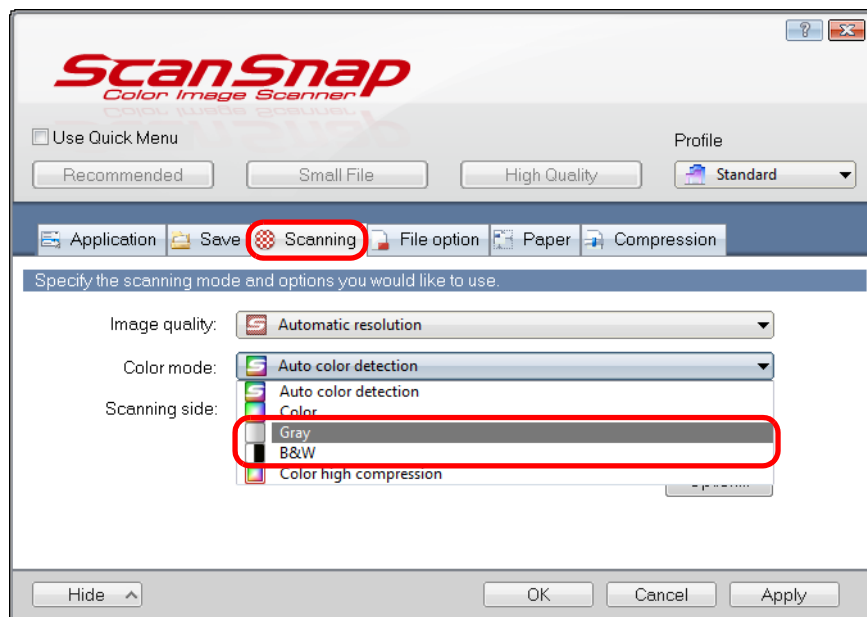 ScanSnap
Color Image Scanner
Use Quick Menu
Profile
Recommended
Small File
High Quality
Standard
Application
Save
Scanning
File option
Paper
Compression
Specify the scanning mode and options you would like to use.
Image quality:
Automatic resolution
Color mode:
Auto color detection
Auto color detection
Scanning side:
Color
Gray
B&W
Color high compression
Hide
OK
Cancel
Apply